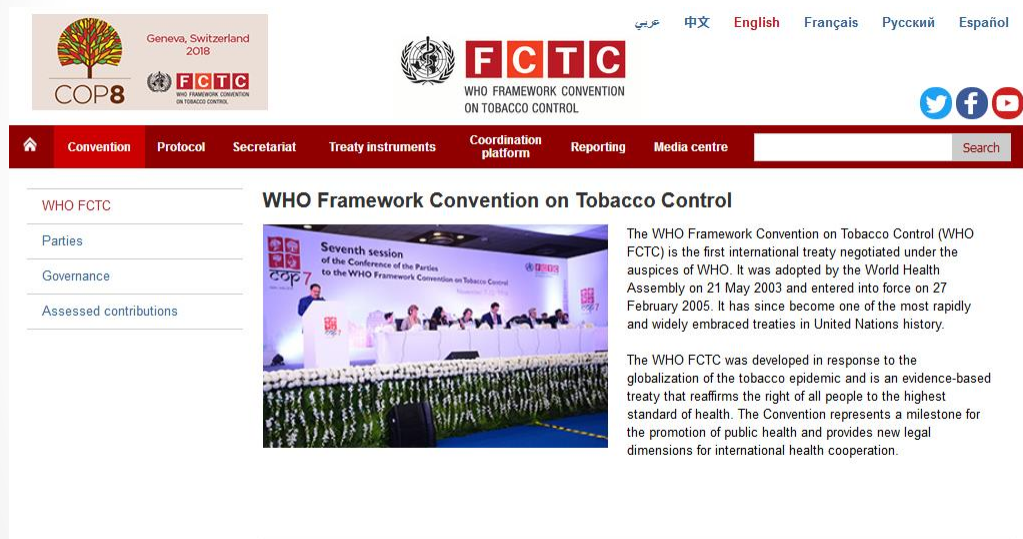 عربي 中文 English Français Русский Español
Geneva, Switzerland
2018
COP8
FCTC
WHO FRAMEWORK CONVENTION
ON TOBACCO CONTROL
FCTC
WHO FRAMEWORK CONVENTION
ON TOBACCO CONTROL
Convention Protocol Secretariat Treaty instruments Coordination platform Reporting Media centre Search
WHO FCTC
Parties
Governance
Assessed contributions
WHO Framework Convention on Tobacco Control
Seventh session
of the Conference of the Parties
to the WHO Framework Convention on Tobacco Control
cop 7
FCTC
cop 7
The WHO Framework Convention on Tobacco Control (WHO
FCTC) is the first international treaty negotiated under the
auspices of WHO. It was adopted by the World Health
Assembly on 21 May 2003 and entered into force on 27
February 2005. It has since become one of the most rapidly
and widely embraced treaties in United Nations history.
The WHO FCTC was developed in response to the
globalization of the tobacco epidemic and is an evidence-based
treaty that reaffirms the right of all people to the highest
standard of health. The Convention represents a milestone for
the promotion of public health and provides new legal
dimensions for international health cooperation.